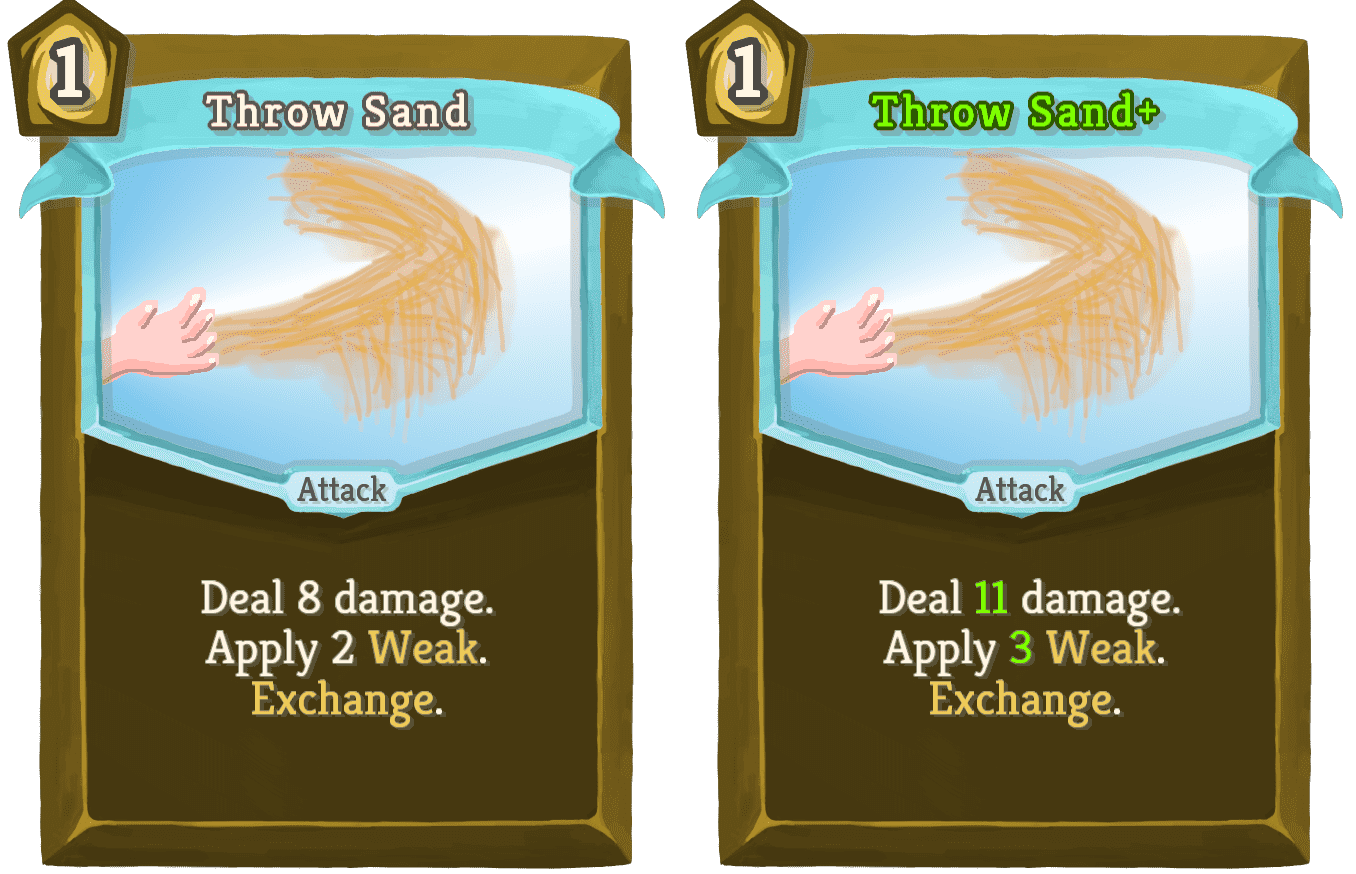 1
Throw Sand
Attack
Deal 8 damage.
Apply 2 Weak.
Exchange.
1
Throw Sand+
Attack
Deal 11 damage.
Apply 3 Weak.
Exchange.